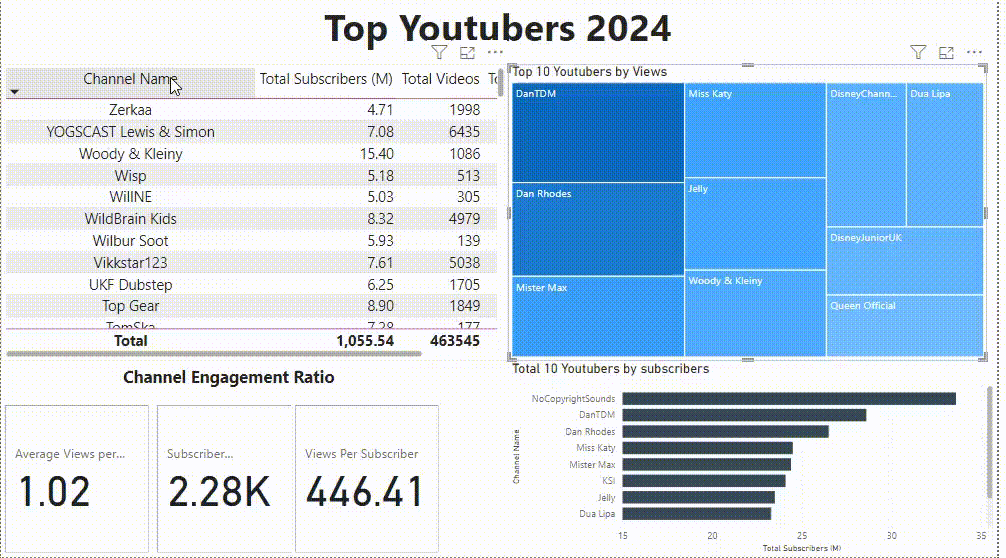 Top Youtubers 2024
Channel Name Total Subscribers (M) Total Videos
Zerkaa 4.71 1998
YOGSCAST Lewis & Simon 7.08 6435
Woody & Kleiny 15.40 1086
Wisp 5.18 513
WillNE 5.03 305
WildBrain Kids 8.32 4979
Wilbur Soot 5.93 139
Vikkstar123 7.61 5038
UKF Dubstep 6.25 1705
Top Gear 8.90 1849
TomSka 7.28 177
Total 1,055.54 463545
Top 10 Youtubers by Views
DanTDM
Dan Rhodes
Mister Max
Miss Katy
Jelly
Woody & Kleiny
DisneyChann...
Dua Lipa
DisneyJuniorUK
Queen Official
Channel Engagement Ratio
Average Views per...
1.02
Subscriber...
2.28K
Views Per Subscriber
446.41
Total 10 Youtubers by subscribers
Channel Name
NoCopyrightSounds
DanTDM
Dan Rhodes
Miss Katy
Mister Max
KSI
Jelly
Dua Lipa
15 20 25 30 35
Total Subscribers (M)